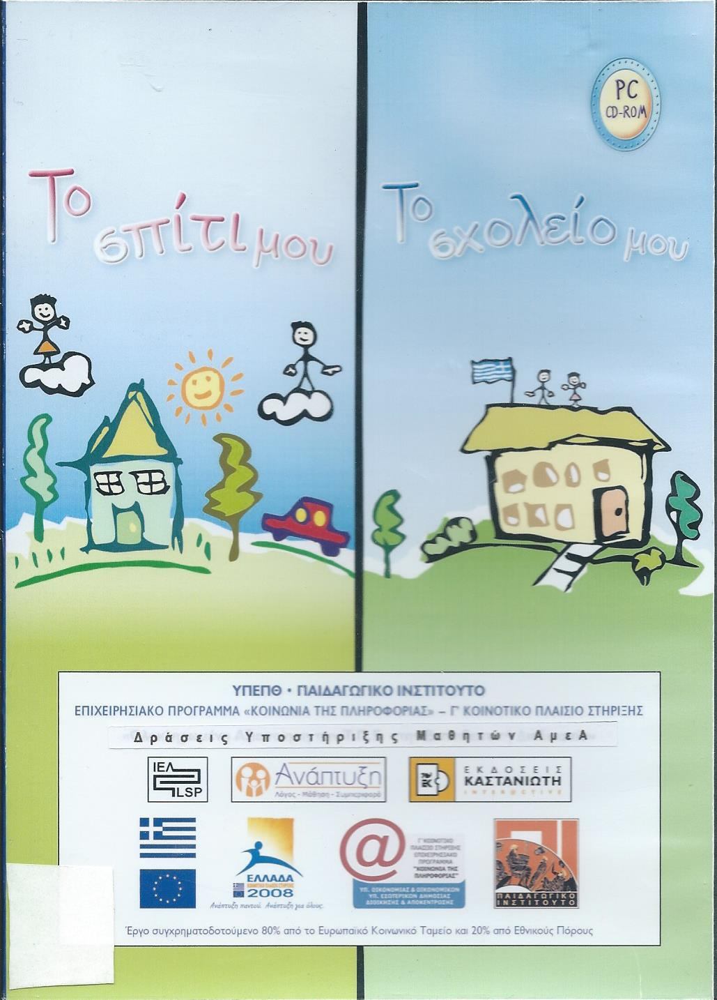 PC
CD-ROM
Το σπίτι μου
Το σχολείο μου
ΥΠΕΠΘ • ΠΑΙΔΑΓΩΓΙΚΟ ΙΝΣΤΙΤΟΥΤΟ
ΕΠΙΧΕΙΡΗΣΙΑΚΟ ΠΡΟΓΡΑΜΜΑ «ΚΟΙΝΩΝΙΑ ΤΗΣ ΠΛΗΡΟΦΟΡΙΑΣ» – Γ' ΚΟΙΝΟΤΙΚΟ ΠΛΑΙΣΙΟ ΣΤΗΡΙΞΗΣ
Δράσεις Υποστήριξης Μαθητών ΑμεΑ
ΙΕΛ
LSP
Ανάπτυξη
Λόγος - Μάθηση - Συμπεριφορά
ΕΚΔΟΣΕΙΣ
ΚΑΣΤΑΝΙΩΤΗ
INTERACTIVE
ΕΛΛΑΔΑ
2008
Ανάπτυξη παντού. Ανάπτυξη για όλους.
@
Γ' ΚΟΙΝΟΤΙΚΟ
ΠΛΑΙΣΙΟ ΣΤΗΡΙΞΗΣ
ΕΠΙΧΕΙΡΗΣΙΑΚΟ
ΠΡΟΓΡΑΜΜΑ
"ΚΟΙΝΩΝΙΑ ΤΗΣ
ΠΛΗΡΟΦΟΡΙΑΣ"
ΥΠ. ΟΙΚΟΝΟΜΙΑΣ & ΟΙΚΟΝΟΜΙΚΩΝ
ΥΠ. ΕΣΩΤΕΡΙΚΩΝ ΔΗΜΟΣΙΑΣ
ΔΙΟΙΚΗΣΗΣ & ΑΠΟΚΕΝΤΡΩΣΗΣ
ΠΑΙΔΑΓΩΓΙΚΟ
ΙΝΣΤΙΤΟΥΤΟ
Έργο συγχρηματοδοτούμενο 80% από το Ευρωπαϊκό Κοινωνικό Ταμείο και 20% από Εθνικούς Πόρους